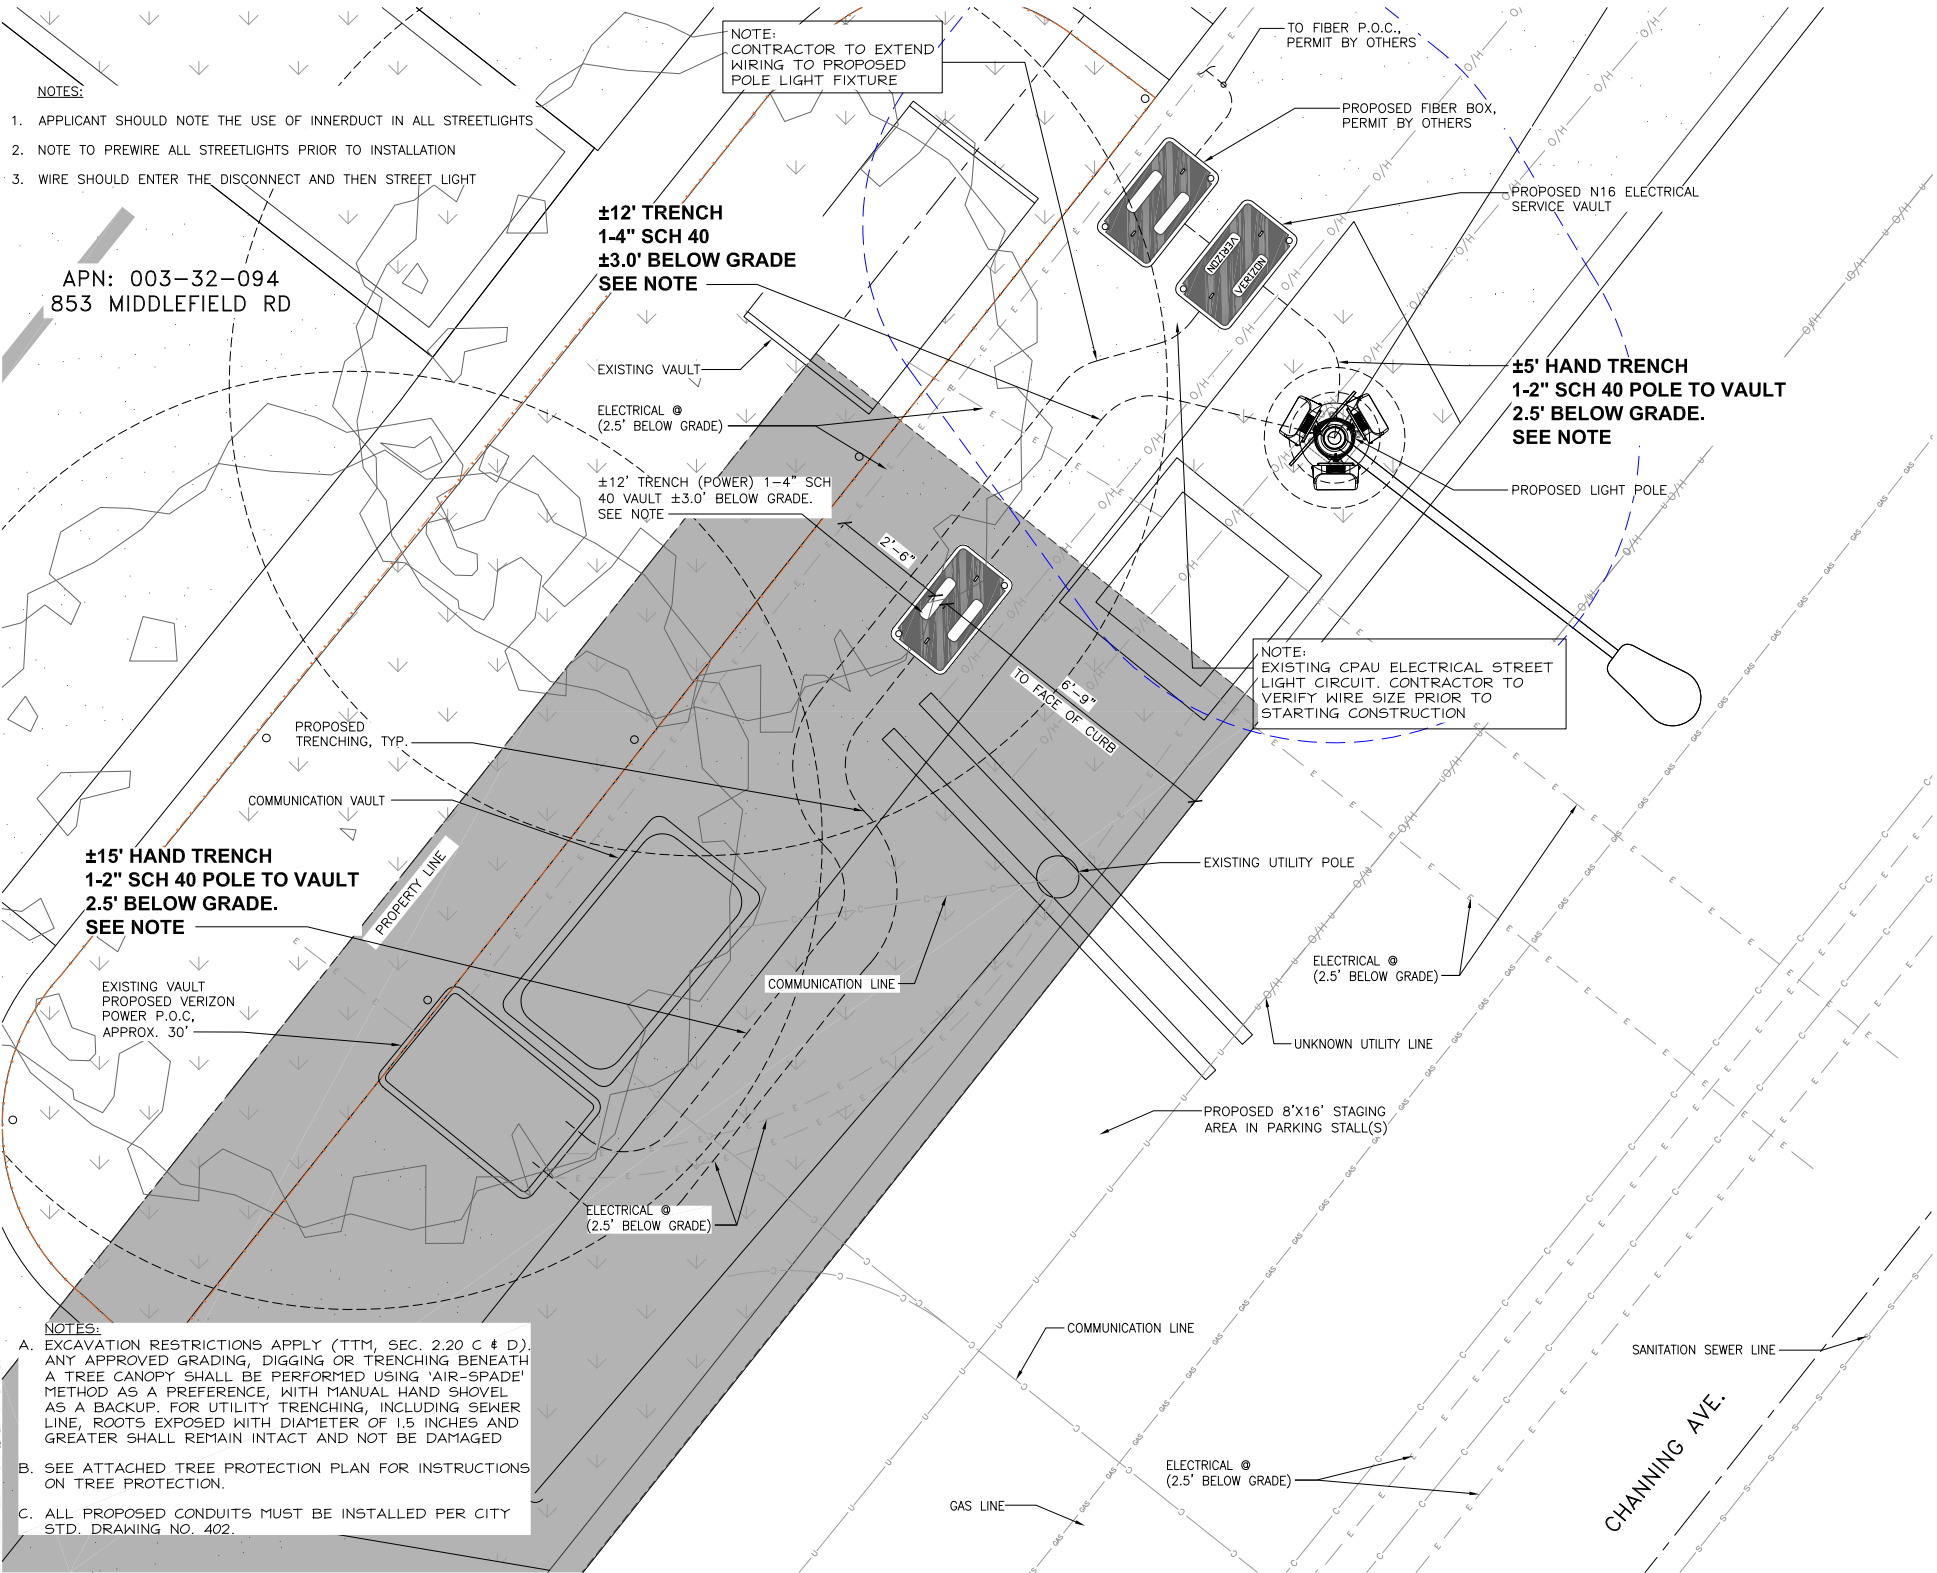 NOTE:
CONTRACTOR TO EXTEND
WIRING TO PROPOSED
POLE LIGHT FIXTURE
TO FIBER P.O.C.,
PERMIT BY OTHERS
NOTES:
1. APPLICANT SHOULD NOTE THE USE OF INNERDUCT IN ALL STREETLIGHTS
2. NOTE TO PREWIRE ALL STREETLIGHTS PRIOR TO INSTALLATION
3. WIRE SHOULD ENTER THE DISCONNECT AND THEN STREET LIGHT
PROPOSED FIBER BOX,
PERMIT BY OTHERS
PROPOSED N16 ELECTRICAL
SERVICE VAULT
VERIZON
VERIZON
±12' TRENCH
1-4" SCH 40
±3.0' BELOW GRADE
SEE NOTE
APN: 003-32-094
853 MIDDLEFIELD RD
EXISTING VAULT
ELECTRICAL @
(2.5' BELOW GRADE)
±12' TRENCH (POWER) 1-4" SCH
40 VAULT ±3.0' BELOW GRADE.
SEE NOTE
±5' HAND TRENCH
1-2" SCH 40 POLE TO VAULT
2.5' BELOW GRADE.
SEE NOTE
PROPOSED LIGHT POLE
2'-6"
6'-9"
TO FACE OF CURB
NOTE:
EXISTING CPAU ELECTRICAL STREET
LIGHT CIRCUIT. CONTRACTOR TO
VERIFY WIRE SIZE PRIOR TO
STARTING CONSTRUCTION
PROPOSED
TRENCHING, TYP.
COMMUNICATION VAULT
±15' HAND TRENCH
1-2" SCH 40 POLE TO VAULT
2.5' BELOW GRADE.
SEE NOTE
PROPERTY LINE
EXISTING UTILITY POLE
ELECTRICAL @
(2.5' BELOW GRADE)
COMMUNICATION LINE
EXISTING VAULT
PROPOSED VERIZON
POWER P.O.C,
APPROX. 30'
UNKNOWN UTILITY LINE
PROPOSED 8'X16' STAGING
AREA IN PARKING STALL(S)
ELECTRICAL @
(2.5' BELOW GRADE)
NOTES:
A. EXCAVATION RESTRICTIONS APPLY (TTM, SEC. 2.20 C & D).
ANY APPROVED GRADING, DIGGING OR TRENCHING BENEATH
A TREE CANOPY SHALL BE PERFORMED USING 'AIR-SPADE'
METHOD AS A PREFERENCE, WITH MANUAL HAND SHOVEL
AS A BACKUP. FOR UTILITY TRENCHING, INCLUDING SEWER
LINE, ROOTS EXPOSED WITH DIAMETER OF 1.5 INCHES AND
GREATER SHALL REMAIN INTACT AND NOT BE DAMAGED
B. SEE ATTACHED TREE PROTECTION PLAN FOR INSTRUCTIONS
ON TREE PROTECTION.
C. ALL PROPOSED CONDUITS MUST BE INSTALLED PER CITY
STD. DRAWING NO. 402.
COMMUNICATION LINE
SANITATION SEWER LINE
ELECTRICAL @
(2.5' BELOW GRADE)
GAS LINE
CHANNING AVE.